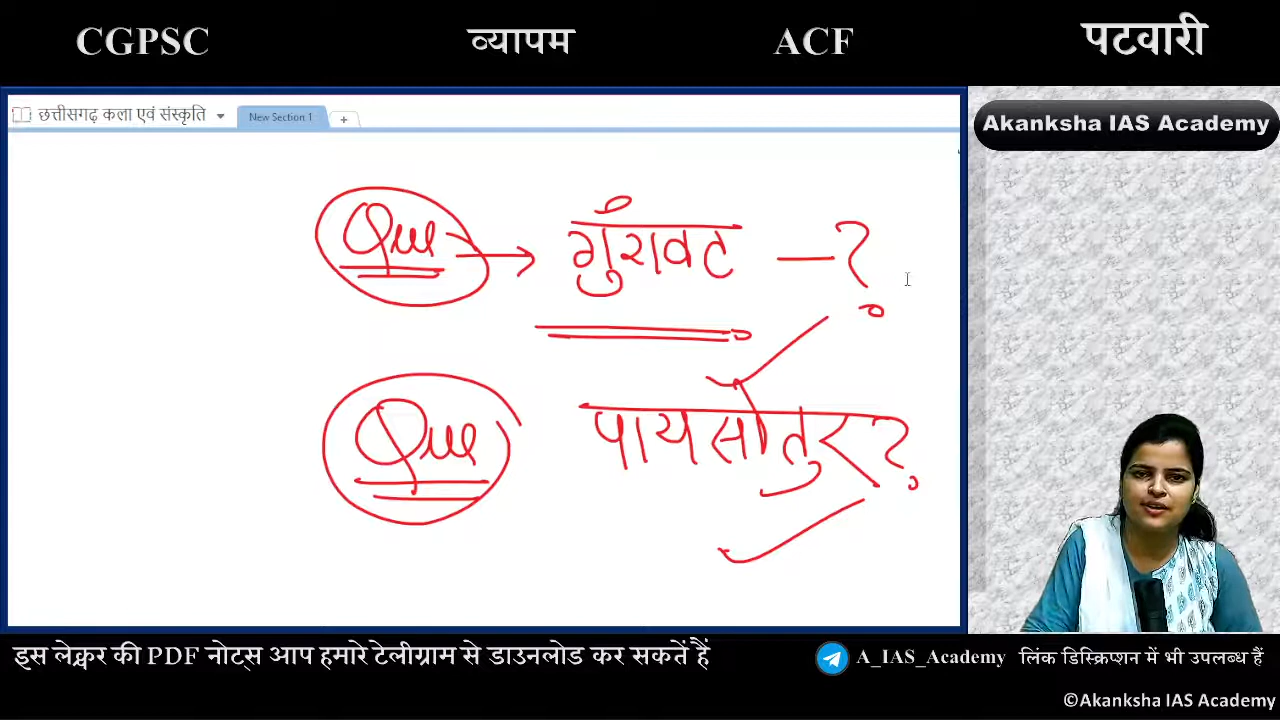 CGPSC व्यापम ACF पटवारी
छत्तीसगढ़ कला एवं संस्कृति New Section 1 +
Akanksha IAS Academy
Que → गुँरावट – ?
Que पायसोतुर ?
इस लेक्चर की PDF नोट्स आप हमारे टेलीग्राम से डाउनलोड कर सकतें हैं A_IAS_Academy लिंक डिस्क्रिप्शन में भी उपलब्ध हैं
©Akanksha IAS Academy